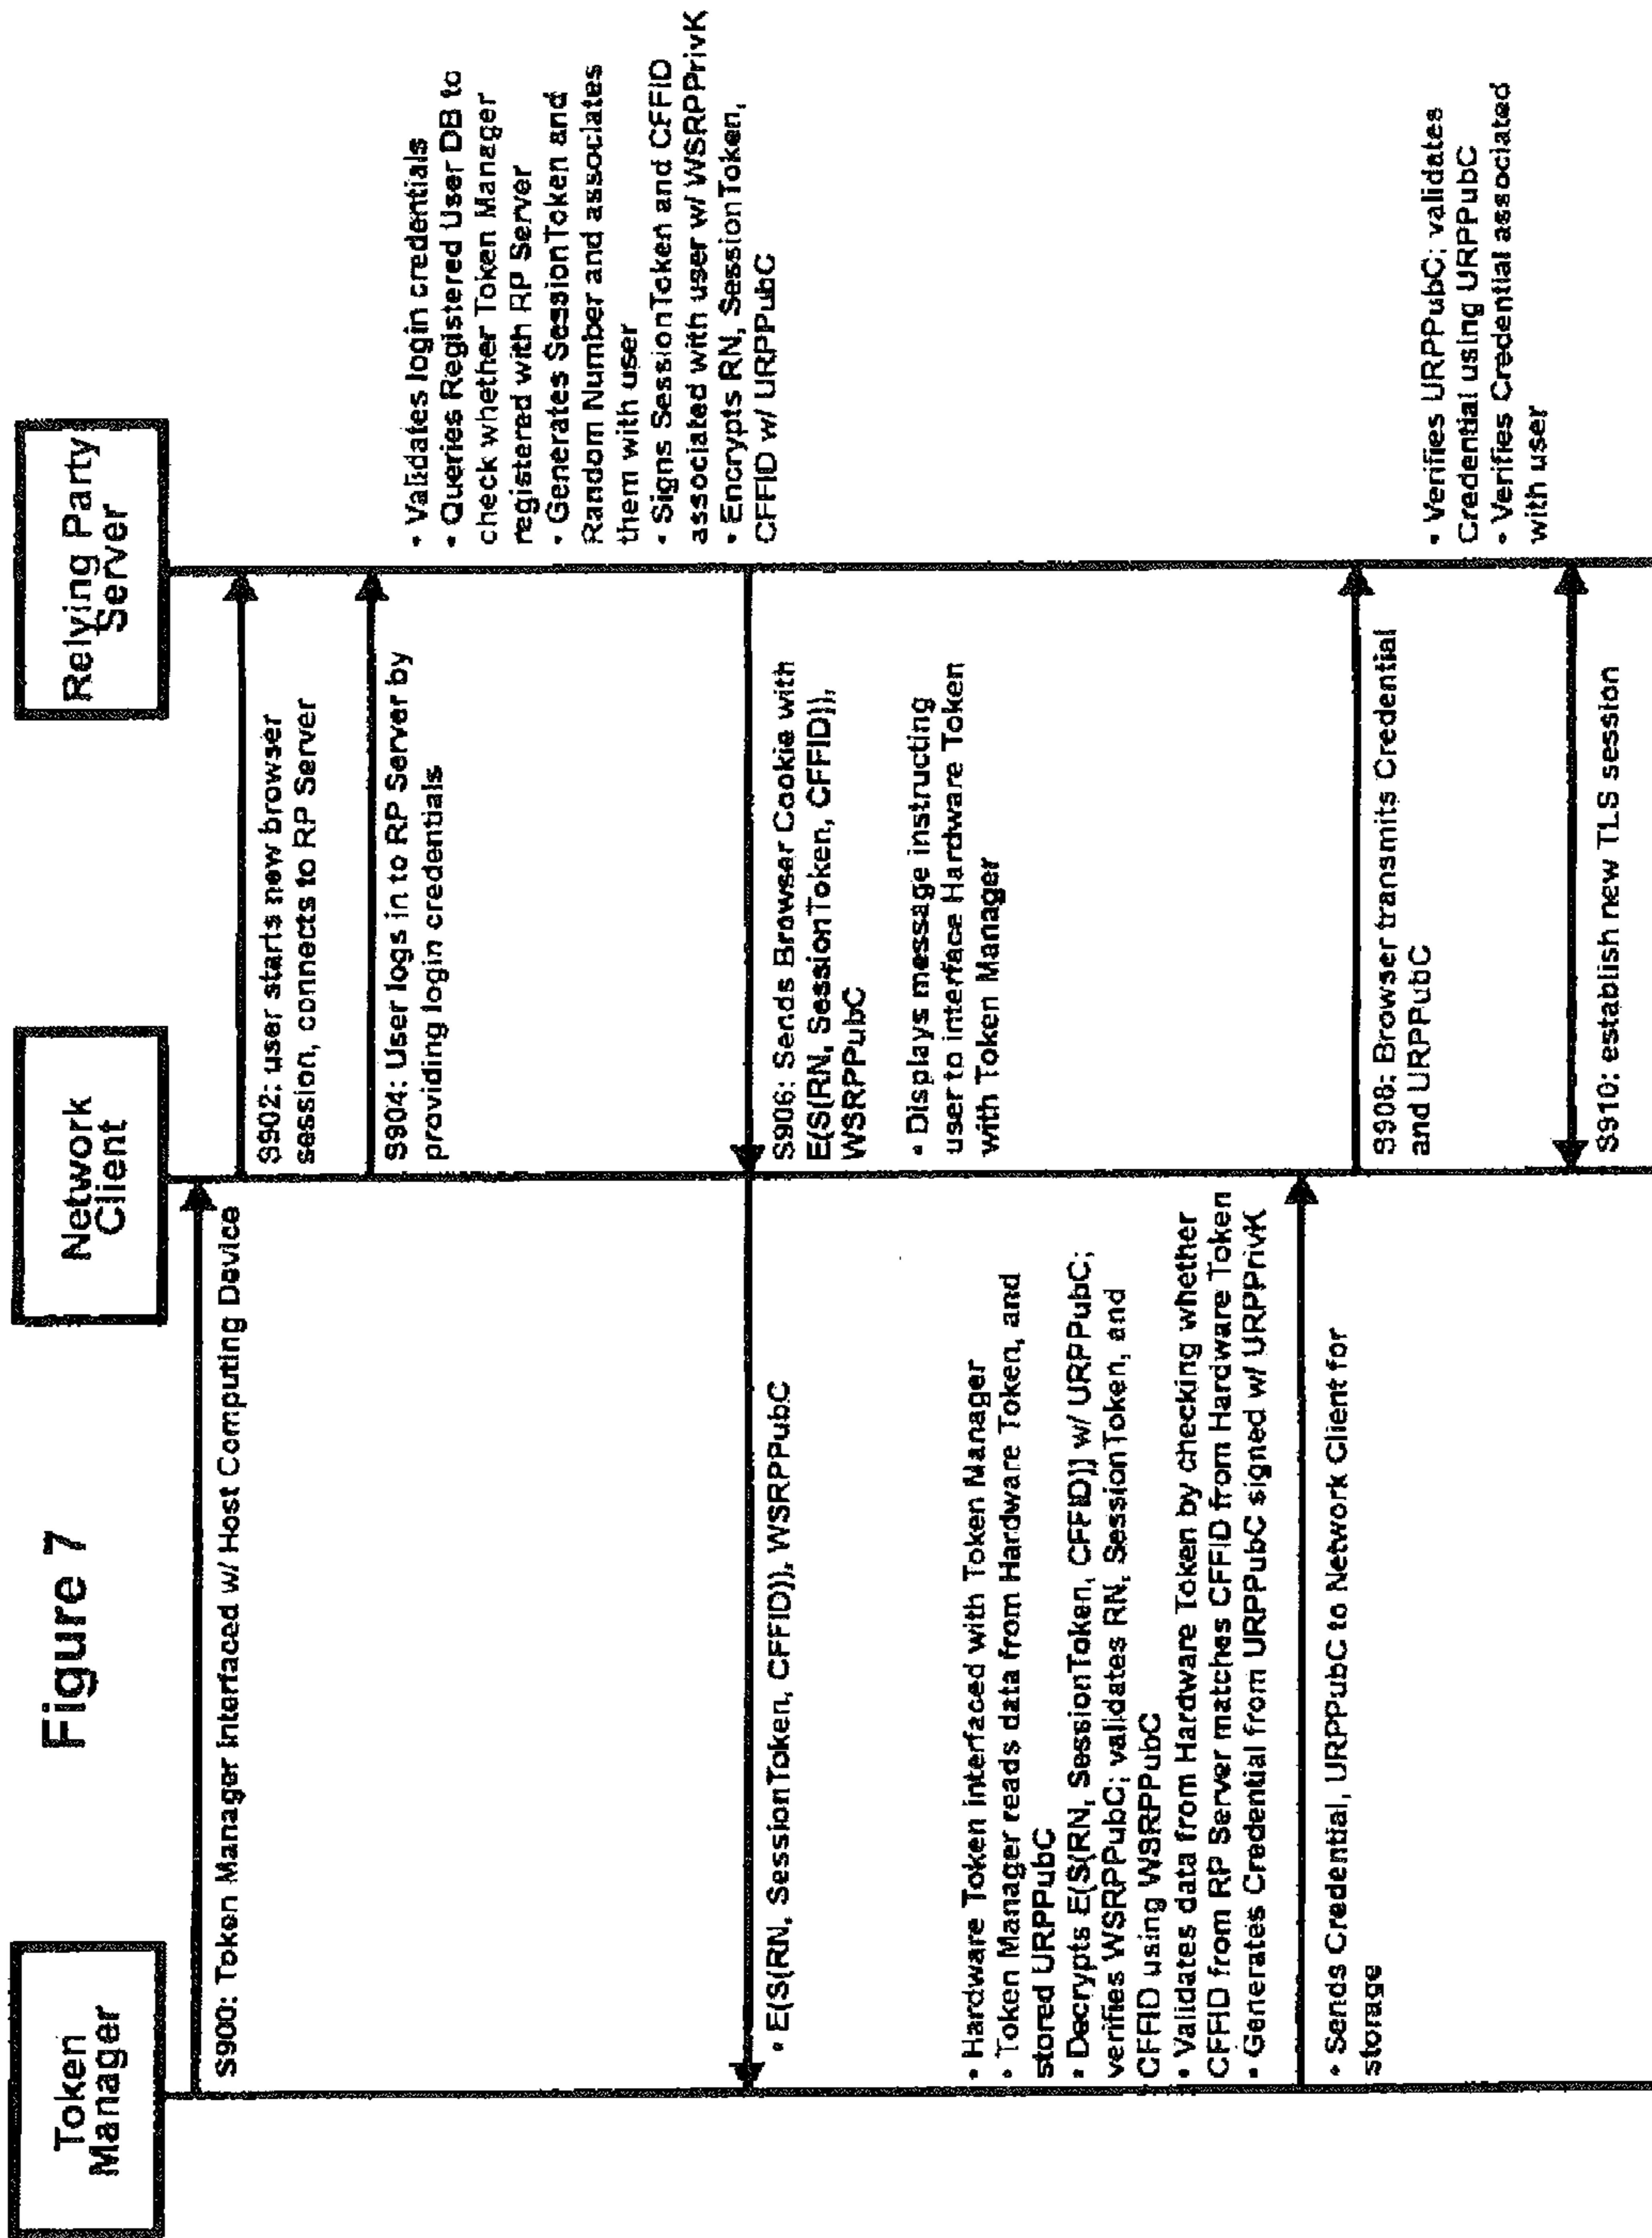 Figure 7
Token
Manager
Network
Client
Relying Party
Server
S900: Token Manager Interfaced w/ Host Computing Device
S902: user starts new browser
session, connects to RP Server
S904: User logs in to RP Server by
providing login credentials
• Validates login credentials
• Queries Registered User DB to
check whether Token Manager
registered with RP Server
• Generates SessionToken and
Random Number and associates
them with user
• Signs SessionToken and CFFID
associated with user w/ WSRPPrivK
• Encrypts RN, SessionToken,
CFFID w/ URPPubC
S906: Sends Browser Cookie with
E(S(RN, SessionToken, CFFID)),
WSRPPubC
• E(S(RN, SessionToken, CFFID)), WSRPPubC
• Displays message instructing
user to interface Hardware Token
with Token Manager
• Hardware Token interfaced with Token Manager
• Token Manager reads data from Hardware Token, and
stored URPPubC
• Decrypts E(S(RN, SessionToken, CFFID)) w/ URPPubC;
verifies WSRPPubC; validates RN, SessionToken, and
CFFID using WSRPPubC
• Validates data from Hardware Token by checking whether
CFFID from RP Server matches CFFID from Hardware Token
• Generates Credential from URPPubC signed w/ URPPrivK
• Sends Credential, URPPubC to Network Client for
storage
S908: Browser transmits Credential
and URPPubC
• Verifies URPPubC; validates
Credential using URPPubC
• Verifies Credential associated
with user
S910: establish new TLS session